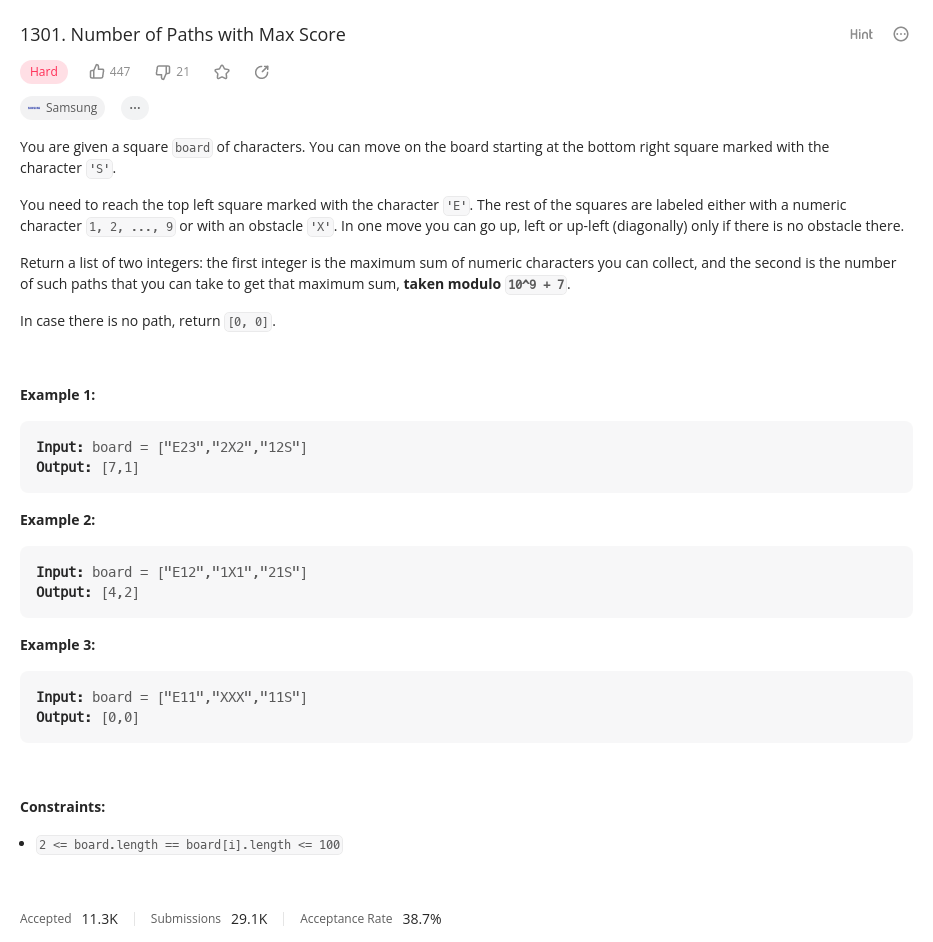 1301. Number of Paths with Max Score
Hint
Hard 447 21
Samsung ...
You are given a square board of characters. You can move on the board starting at the bottom right square marked with the
character 'S'.
You need to reach the top left square marked with the character 'E'. The rest of the squares are labeled either with a numeric
character 1, 2, ..., 9 or with an obstacle 'X'. In one move you can go up, left or up-left (diagonally) only if there is no obstacle there.
Return a list of two integers: the first integer is the maximum sum of numeric characters you can collect, and the second is the number
of such paths that you can take to get that maximum sum, taken modulo 10^9 + 7.
In case there is no path, return [0, 0].
Example 1:
Input: board = ["E23","2X2","12S"]
Output: [7,1]
Example 2:
Input: board = ["E12","1X1","21S"]
Output: [4,2]
Example 3:
Input: board = ["E11","XXX","11S"]
Output: [0,0]
Constraints:
• 2 <= board.length == board[i].length <= 100
Accepted 11.3K Submissions 29.1K Acceptance Rate 38.7%